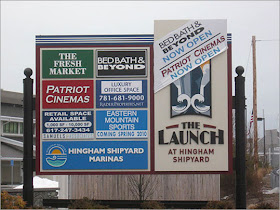 THE FRESH
MARKET
BED BATH &
BEYOND
PATRIOT
CINEMAS
LUXURY
OFFICE SPACE
781-681-9000
RETAIL SPACE
AVAILABLE
617-247-3434
EASTERN
MOUNTAIN
SPORTS
COMING SPRING 2010
HINGHAM SHIPYARD
MARINAS
BED BATH &
BEYOND
NOW OPEN
PATRIOT CINEMAS
NOW OPEN
THE
LAUNCH
AT HINGHAM
SHIPYARD